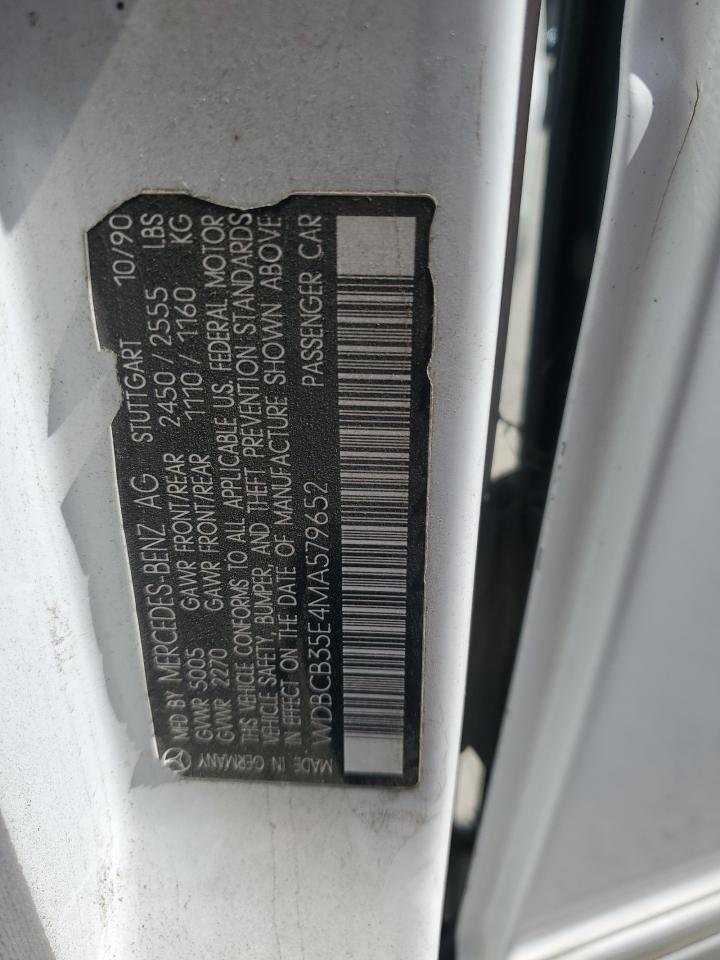 MFD BY MERCEDES-BENZ AG STUTTGART 10/90
GVWR 5005 GAWR FRONT/REAR 2450 / 2555 LBS
GVWR 2270 GAWR FRONT/REAR 1110 / 1160 KG
THIS VEHICLE CONFORMS TO ALL APPLICABLE U.S. FEDERAL MOTOR
VEHICLE SAFETY, BUMPER, AND THEFT PREVENTION STANDARDS
IN EFFECT ON THE DATE OF MANUFACTURE SHOWN ABOVE
WDBCB35E4MA579652 PASSENGER CAR
MADE IN GERMANY